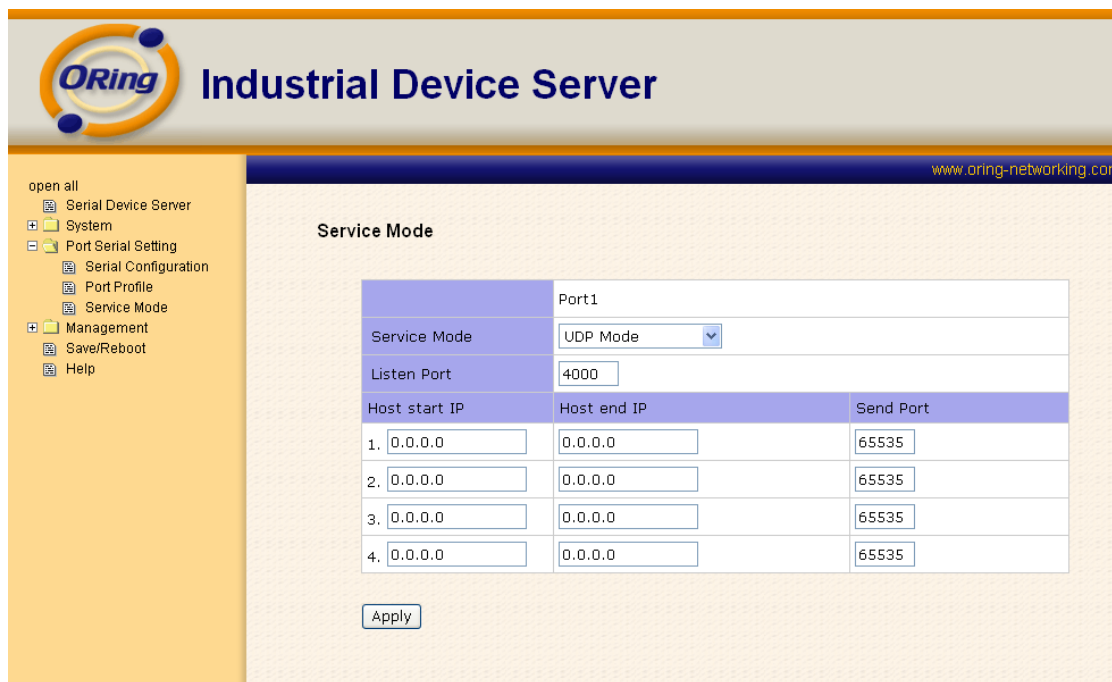 ORing
Industrial Device Server
www.oring-networking.com
open all
Serial Device Server
System
Port Serial Setting
Serial Configuration
Port Profile
Service Mode
Management
Save/Reboot
Help
Service Mode
Port1
Service Mode UDP Mode
Listen Port 4000
Host start IP Host end IP Send Port
1. 0.0.0.0 0.0.0.0 65535
2. 0.0.0.0 0.0.0.0 65535
3. 0.0.0.0 0.0.0.0 65535
4. 0.0.0.0 0.0.0.0 65535
Apply